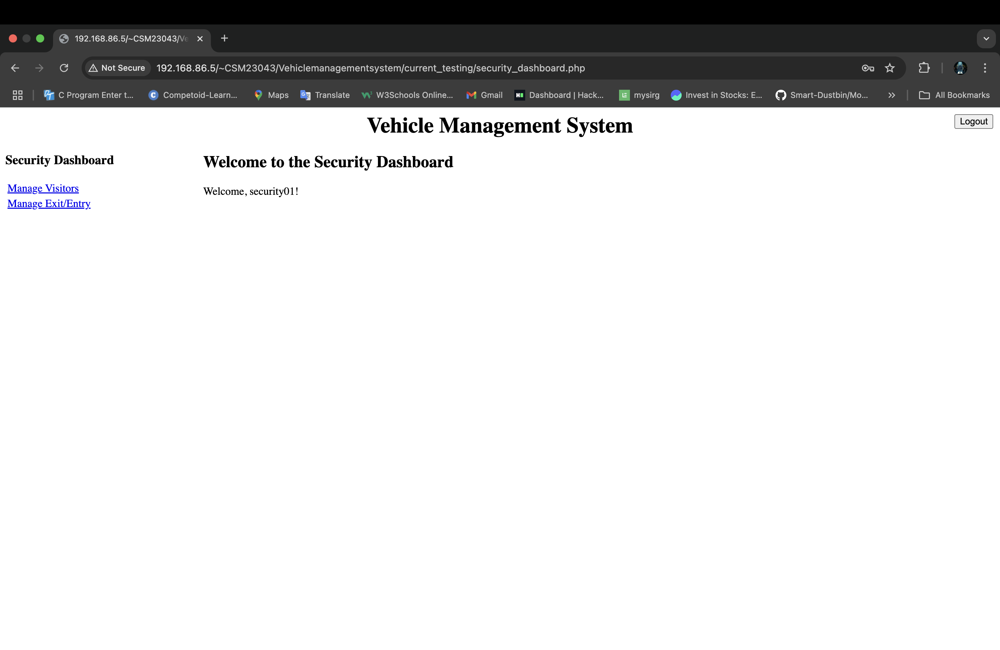 192.168.86.5/~CSM23043/Ve
Not Secure 192.168.86.5/~CSM23043/Vehiclemanagementsystem/current_testing/security_dashboard.php
C Program Enter t... Competoid-Learn... Maps Translate W3Schools Online... Gmail Dashboard | Hack... mysirg Invest in Stocks: E... Smart-Dustbin/Mo... All Bookmarks
Vehicle Management System
Logout
Security Dashboard
Manage Visitors
Manage Exit/Entry
Welcome to the Security Dashboard
Welcome, security01!